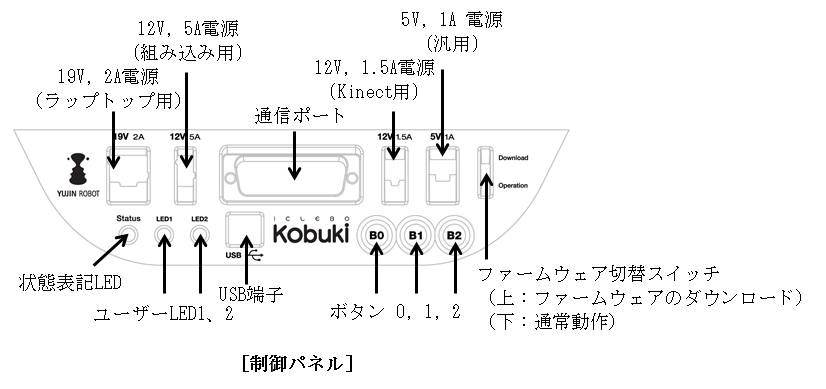 12V, 5A電源
(組み込み用)
5V, 1A 電源
(汎用)
19V, 2A電源
(ラップトップ用)
12V, 1.5A電源
(Kinect用)
通信ポート
19V 2A
12V 5A
12V 1.5A
5V 1A
Download
Operation
YUJIN ROBOT
Status
LED1
LED2
USB
ICLEBO
Kobuki
B0
B1
B2
状態表記LED
ユーザーLED1、2
USB端子
ボタン 0, 1, 2
ファームウェア切替スイッチ
(上：ファームウェアのダウンロード)
(下：通常動作)
[制御パネル]